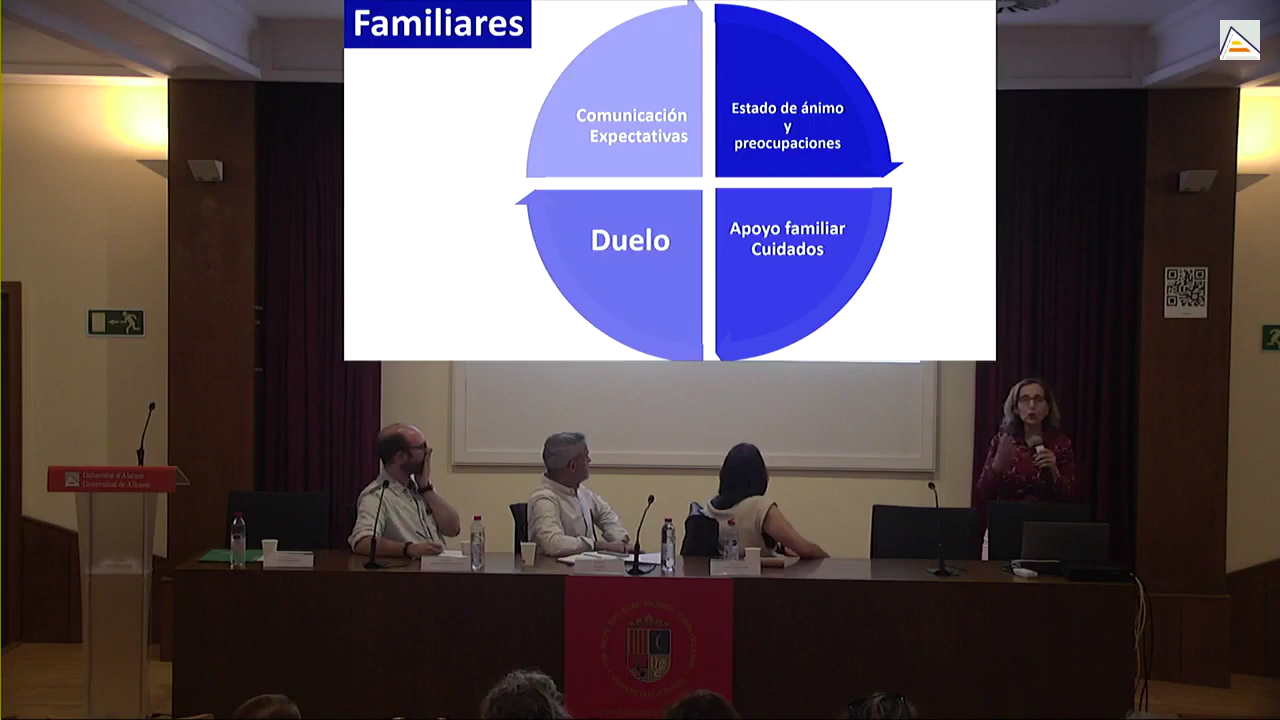 Familiares
Comunicación
Expectativas
Estado de ánimo
y
preocupaciones
Duelo
Apoyo familiar
Cuidados
Universitat d'Alacant
Universidad de Alicante